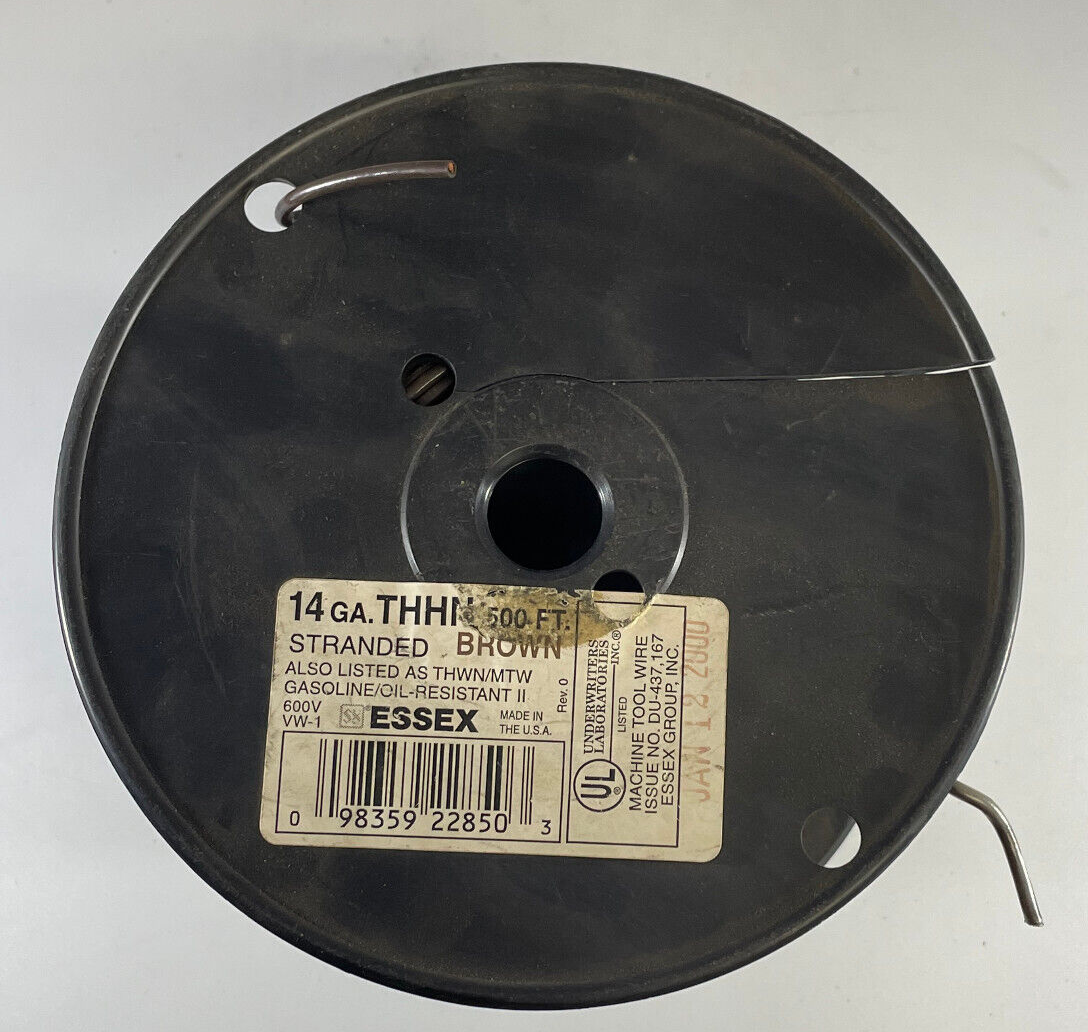 14 GA. THHN 500 FT.
STRANDED BROWN
ALSO LISTED AS THWN/MTW
GASOLINE/OIL-RESISTANT II
600V
VW-1
ESSEX
MADE IN
THE U.S.A.
Rev. 0
0 98359 22850 3
UL
®
UNDERWRITERS
LABORATORIES
INC.®
LISTED
MACHINE TOOL WIRE
ISSUE NO. DU-437,167
ESSEX GROUP, INC.
JAN 12 2000